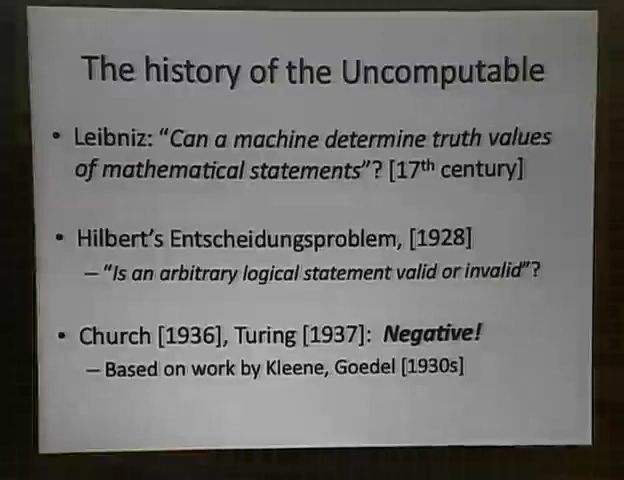 The history of the Uncomputable
• Leibniz: “Can a machine determine truth values
of mathematical statements”? [17th century]
• Hilbert’s Entscheidungsproblem, [1928]
– “Is an arbitrary logical statement valid or invalid”?
• Church [1936], Turing [1937]: Negative!
– Based on work by Kleene, Goedel [1930s]